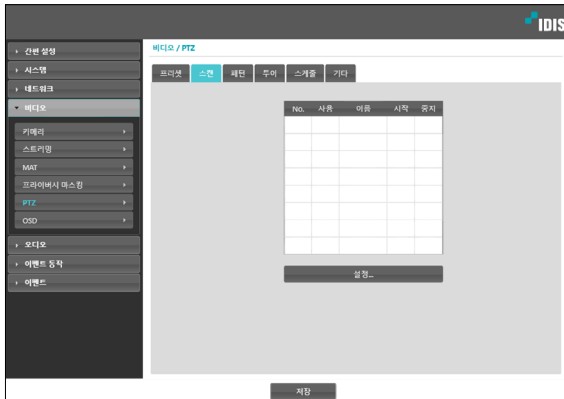 IDIS
간편 설정
시스템
네트워크
비디오
카메라
스트리밍
MAT
프라이버시 마스킹
PTZ
OSD
오디오
이벤트 동작
이벤트
비디오 / PTZ
프리셋 스캔 패턴 투어 스케줄 기타
No. 사용 이름 시작 중지
설정...
저장